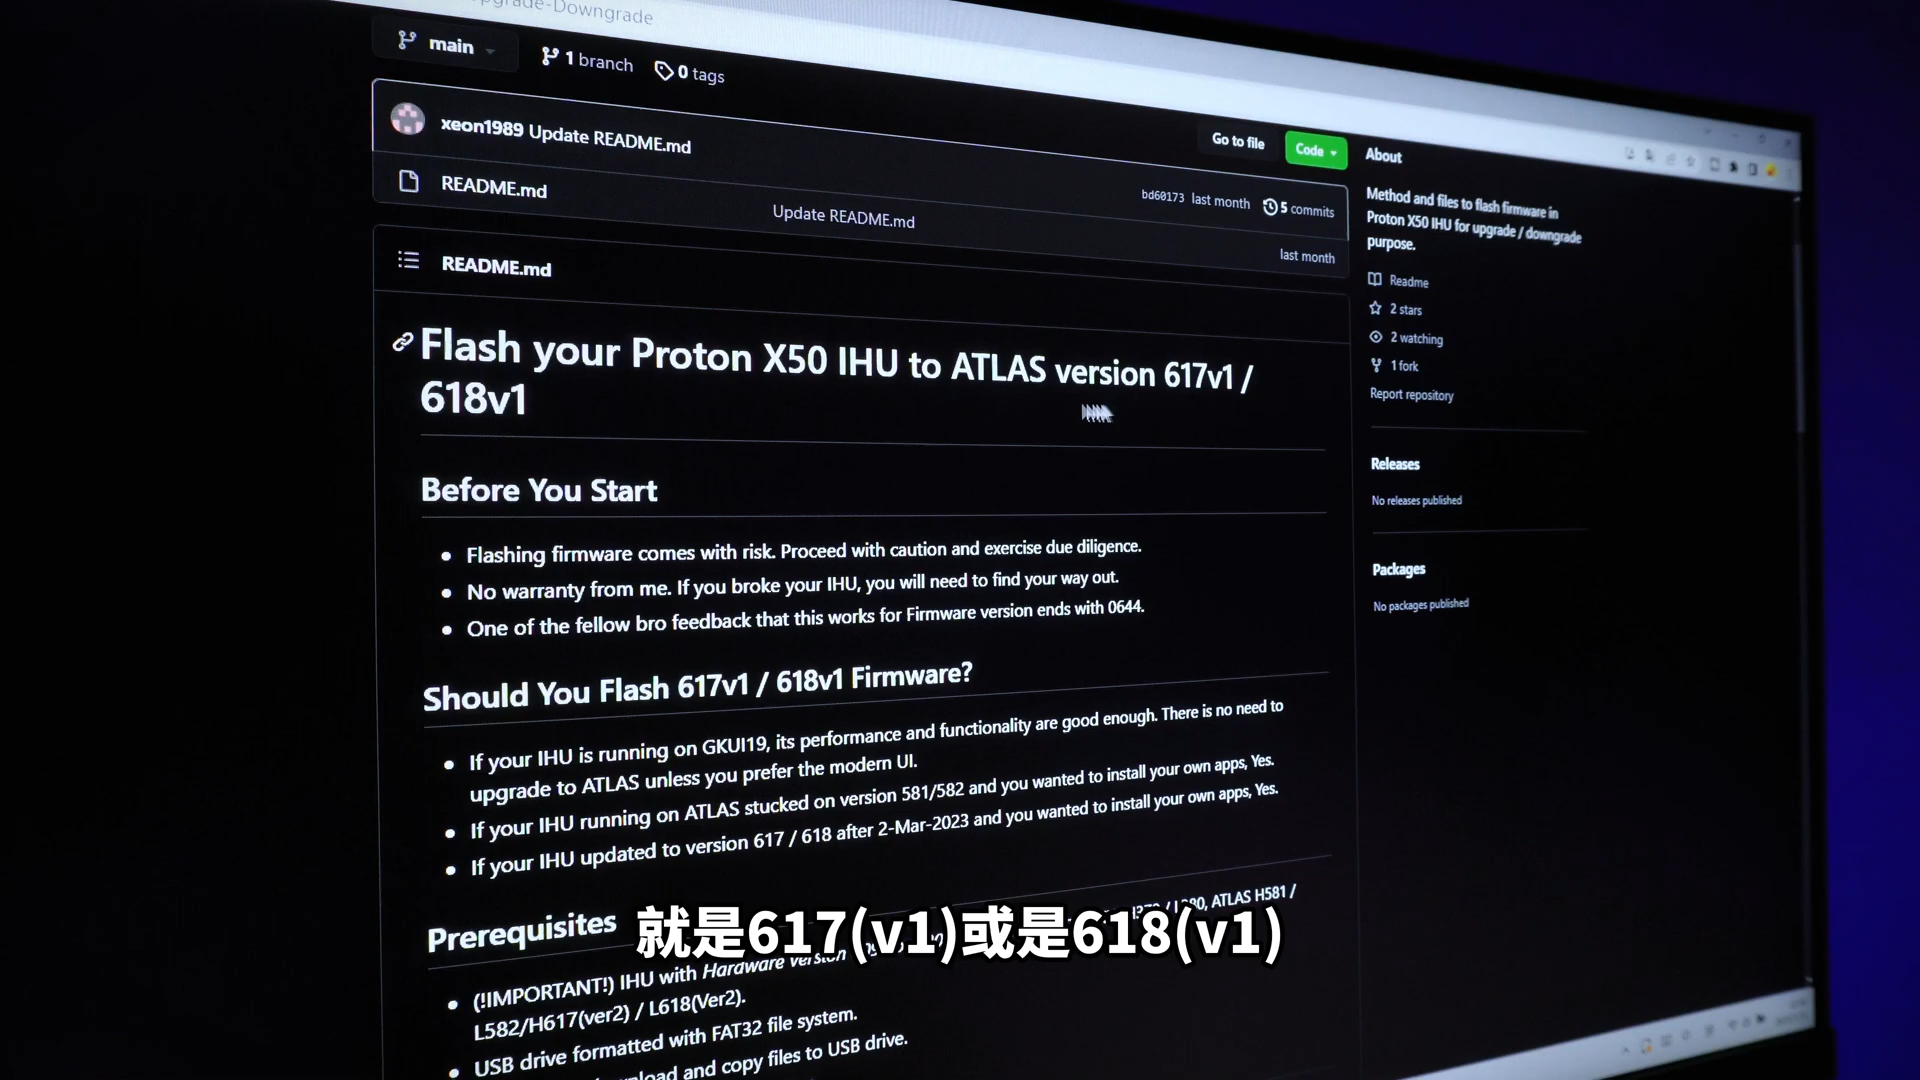 pgrade-Downgrade
main
1 branch
0 tags
Go to file
Code
xeon1989 Update README.md
bd60173 last month 5 commits
README.md
Update README.md
last month
README.md
Flash your Proton X50 IHU to ATLAS version 617v1 /
618v1
Before You Start
Flashing firmware comes with risk. Proceed with caution and exercise due diligence.
No warranty from me. If you broke your IHU, you will need to find your way out.
One of the fellow bro feedback that this works for Firmware version ends with 0644.
Should You Flash 617v1 / 618v1 Firmware?
If your IHU is running on GKUI19, its performance and functionality are good enough. There is no need to
upgrade to ATLAS unless you prefer the modern UI.
If your IHU running on ATLAS stucked on version 581/582 and you wanted to install your own apps, Yes.
If your IHU updated to version 617 / 618 after 2-Mar-2023 and you wanted to install your own apps, Yes.
Prerequisites
(!IMPORTANT!) IHU with Hardware version ATLAS H581 /
L582/H617(ver2) / L618(Ver2).
USB drive formatted with FAT32 file system.
and copy files to USB drive.
About
Method and files to flash firmware in
Proton X50 IHU for upgrade / downgrade
purpose.
Readme
2 stars
2 watching
1 fork
Report repository
Releases
No releases published
Packages
No packages published
就是617(v1)或是618(v1)